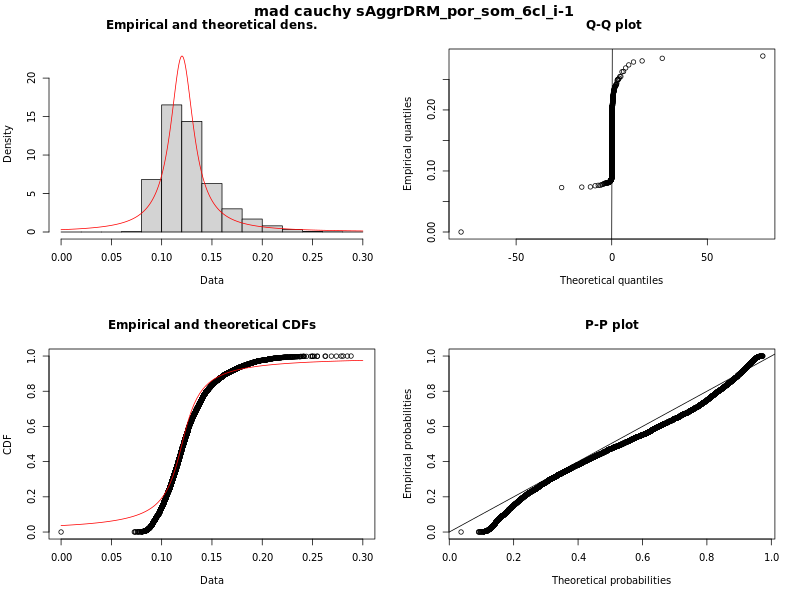 mad cauchy sAggrDRM_por_som_6cl_i-1
Empirical and theoretical dens.
Density
0 5 10 15 20
0.00 0.05 0.10 0.15 0.20 0.25 0.30
Data
Q-Q plot
Empirical quantiles
0.00 0.10 0.20
-50 0 50
Theoretical quantiles
Empirical and theoretical CDFs
CDF
0.0 0.2 0.4 0.6 0.8 1.0
0.00 0.05 0.10 0.15 0.20 0.25 0.30
Data
P-P plot
Empirical probabilities
0.0 0.2 0.4 0.6 0.8 1.0
0.0 0.2 0.4 0.6 0.8 1.0
Theoretical probabilities